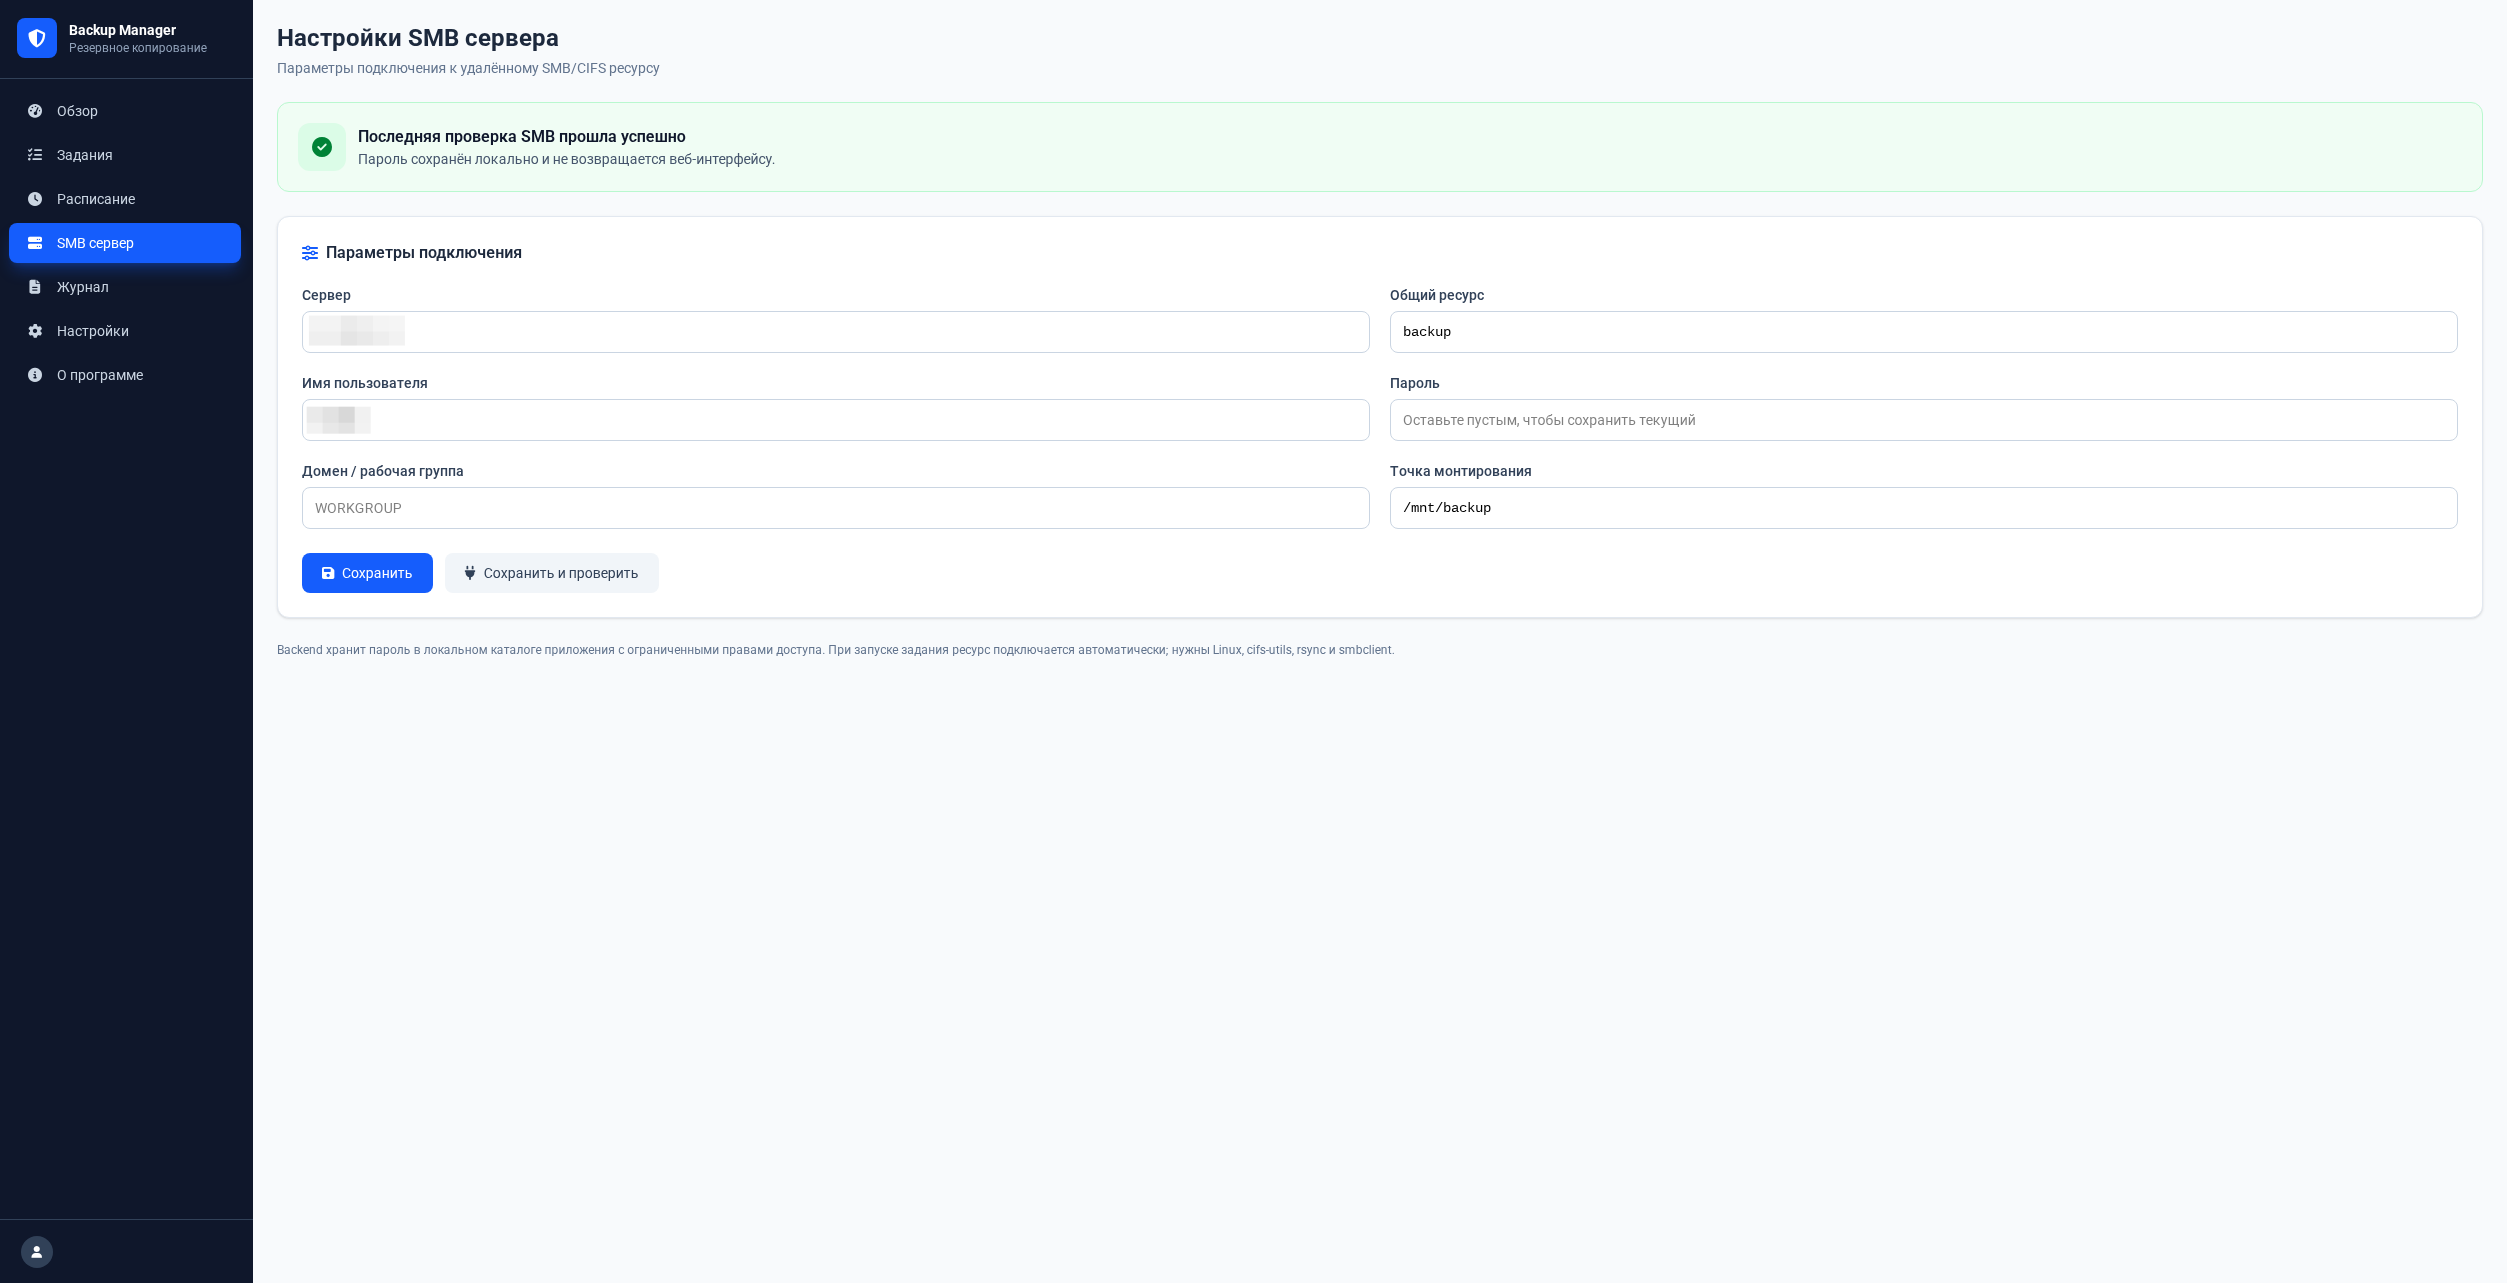 Backup Manager
Резервное копирование
Обзор
Задания
Расписание
SMB сервер
Журнал
Настройки
О программе
Настройки SMB сервера
Параметры подключения к удалённому SMB/CIFS ресурсу
Последняя проверка SMB прошла успешно
Пароль сохранён локально и не возвращается веб-интерфейсу.
Параметры подключения
Сервер
Общий ресурс
backup
Имя пользователя
Пароль
Оставьте пустым, чтобы сохранить текущий
Домен / рабочая группа
Точка монтирования
WORKGROUP
/mnt/backup
Сохранить
Сохранить и проверить
Backend хранит пароль в локальном каталоге приложения с ограниченными правами доступа. При запуске задания ресурс подключается автоматически; нужны Linux, cifs-utils, rsync и smbclient.